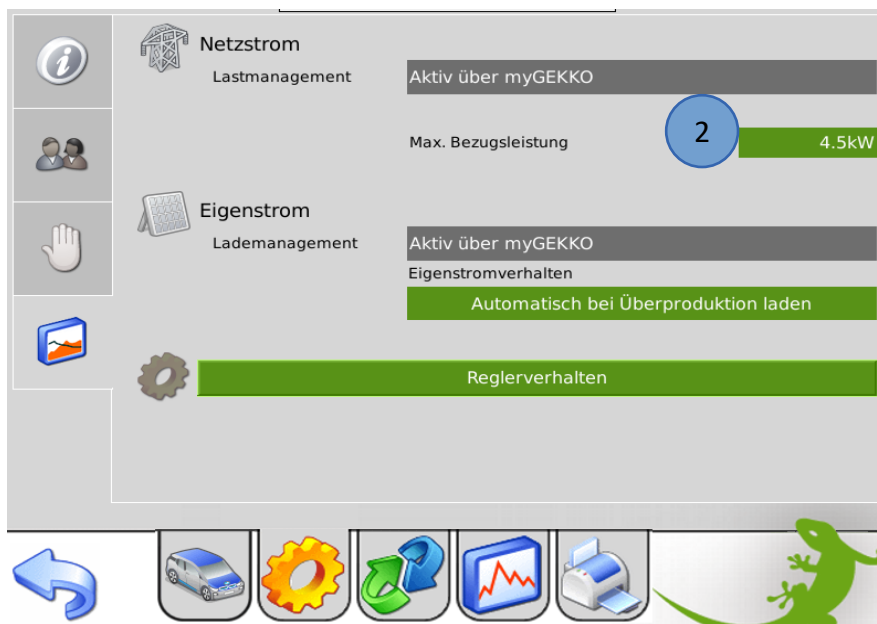 Netzstrom
Lastmanagement Aktiv über myGEKKO
Max. Bezugsleistung 2 4.5kW
Eigenstrom
Lademanagement Aktiv über myGEKKO
Eigenstromverhalten
Automatisch bei Überproduktion laden
Reglerverhalten